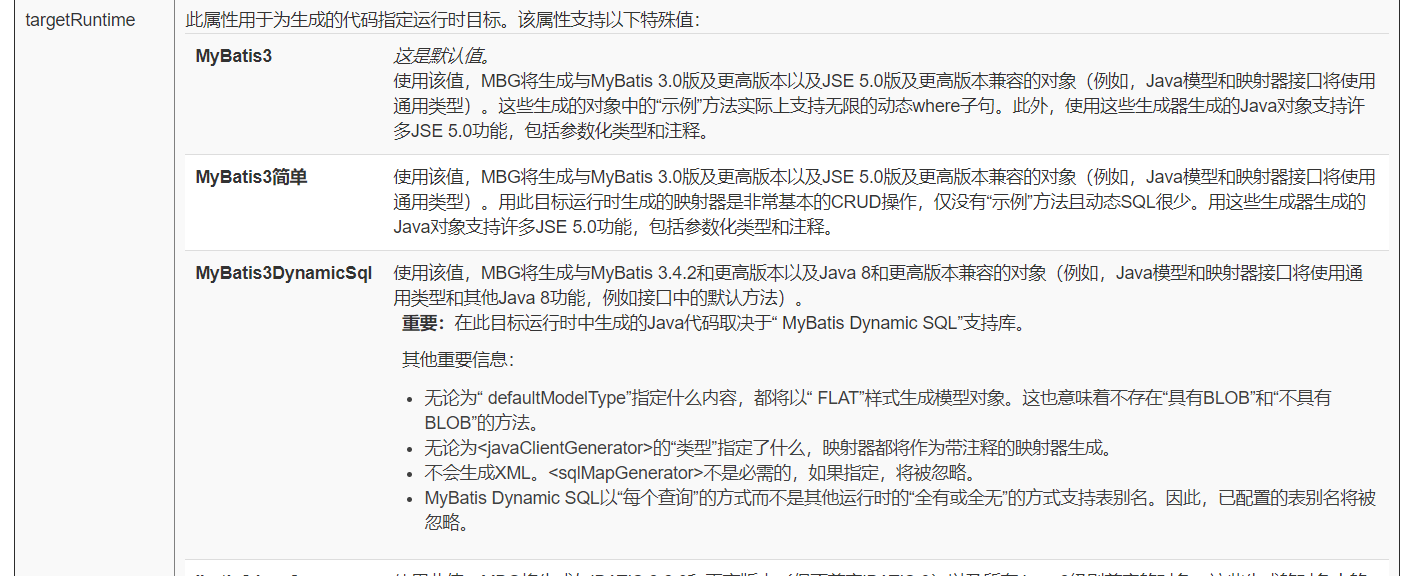 targetRuntime
此属性用于为生成的代码指定运行时目标。该属性支持以下特殊值：
MyBatis3
这是默认值。
使用该值，MBG将生成与MyBatis 3.0版及更高版本以及JSE 5.0版及更高版本兼容的对象（例如，Java模型和映射器接口将使用
通用类型）。这些生成的对象中的“示例”方法实际上支持无限的动态where子句。此外，使用这些生成器生成的Java对象支持许
多JSE 5.0功能，包括参数化类型和注释。
MyBatis3简单
使用该值，MBG将生成与MyBatis 3.0版及更高版本以及JSE 5.0版及更高版本兼容的对象（例如，Java模型和映射器接口将使用
通用类型）。用此目标运行时生成的映射器是非常基本的CRUD操作，仅没有“示例”方法且动态SQL很少。用这些生成器生成的
Java对象支持许多JSE 5.0功能，包括参数化类型和注释。
MyBatis3DynamicSql
使用该值，MBG将生成与MyBatis 3.4.2和更高版本以及Java 8和更高版本兼容的对象（例如，Java模型和映射器接口将使用通
用类型和其他Java 8功能，例如接口中的默认方法）。
重要：在此目标运行时中生成的Java代码取决于“ MyBatis Dynamic SQL”支持库。
其他重要信息：
• 无论为“ defaultModelType”指定什么内容，都将以“ FLAT”样式生成模型对象。这也意味着不存在“具有BLOB”和“不具有
BLOB”的方法。
• 无论为<javaClientGenerator>的“类型”指定了什么，映射器都将作为带注释的映射器生成。
• 不会生成XML。<sqlMapGenerator>不是必需的，如果指定，将被忽略。
• MyBatis Dynamic SQL以“每个查询”的方式而不是其他运行时的“全有或全无”的方式支持表别名。因此，已配置的表别名将被
忽略。